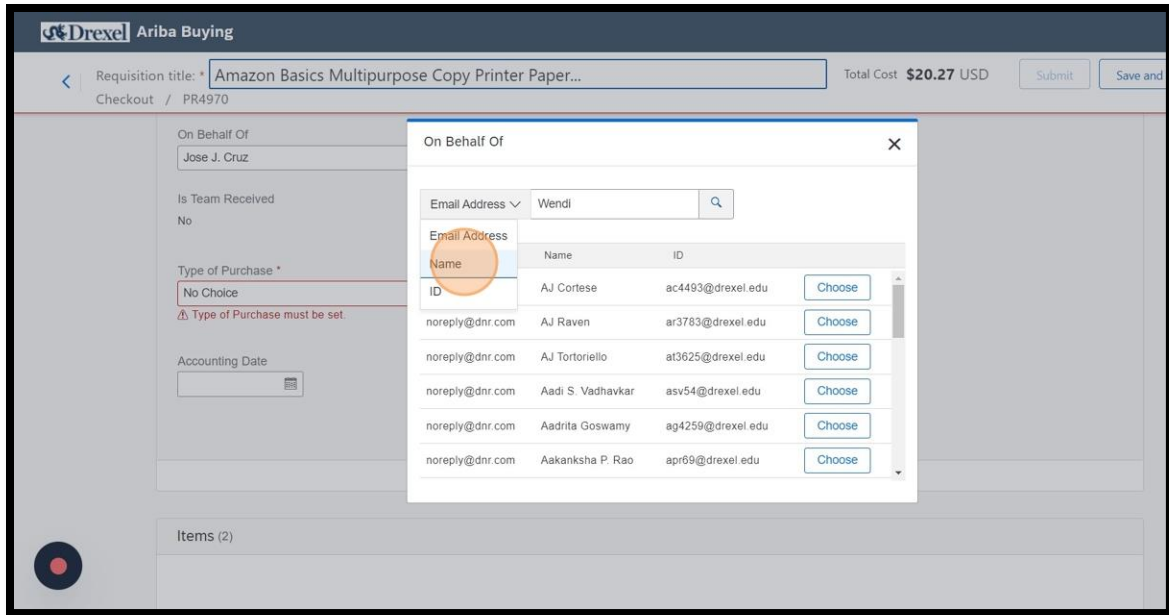 Drexel Ariba Buying
Requisition title: * Amazon Basics Multipurpose Copy Printer Paper...
Total Cost $20.27 USD
Submit
Save and
Checkout / PR4970
On Behalf Of
Jose J. Cruz
Is Team Received
No
Type of Purchase *
No Choice
Type of Purchase must be set.
Accounting Date
On Behalf Of
Email Address Wendi
Email Address
Name
ID
Name ID
AJ Cortese ac4493@drexel.edu Choose
noreply@dnr.com AJ Raven ar3783@drexel.edu Choose
noreply@dnr.com AJ Tortoriello at3625@drexel.edu Choose
noreply@dnr.com Aadi S. Vadhavkar asv54@drexel.edu Choose
noreply@dnr.com Aadrita Goswamy ag4259@drexel.edu Choose
noreply@dnr.com Aakanksha P. Rao apr69@drexel.edu Choose
Items (2)